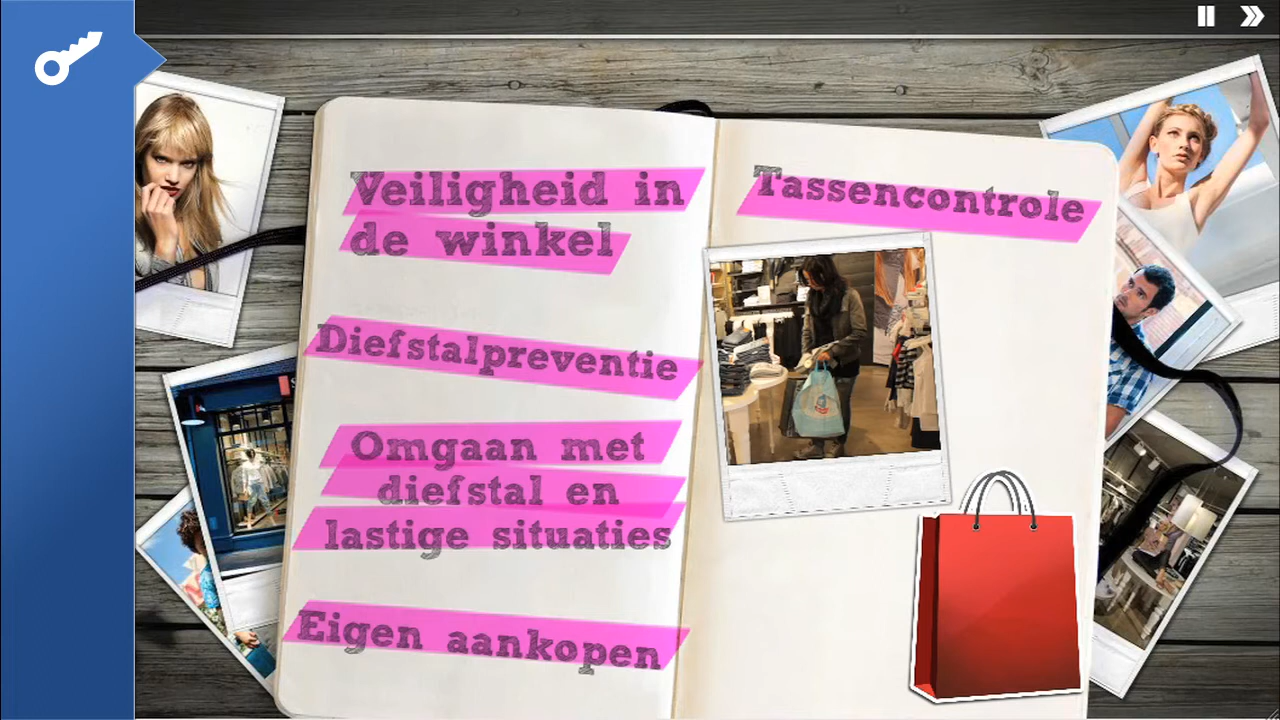 Veiligheid in
de winkel
Diefstalpreventie
Omgaan met
diefstal en
lastige situaties
Eigen aankopen
Tassencontrole